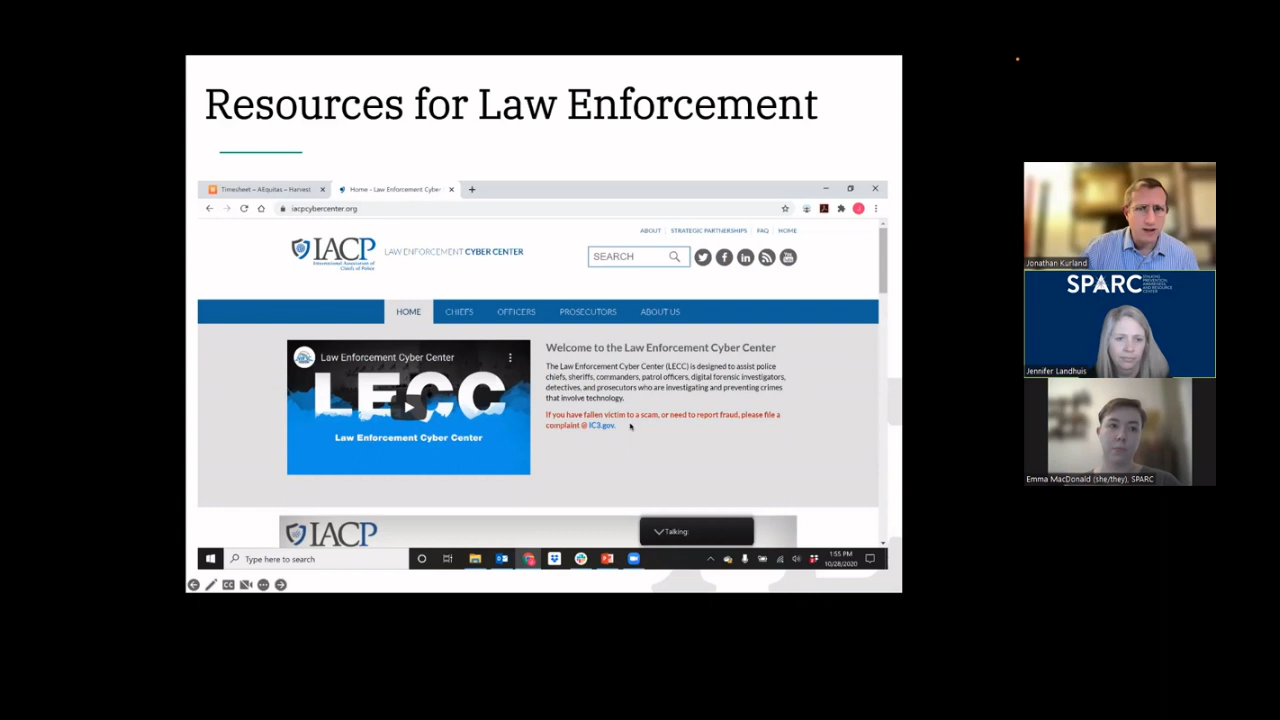 Resources for Law Enforcement
Timesheet – AEquitas – Harvest
Home - Law Enforcement Cyber
iacpcybercenter.org
ABOUT | STRATEGIC PARTNERSHIPS | FAQ | HOME
IACP
International Association of
Chiefs of Police
LAW ENFORCEMENT CYBER CENTER
SEARCH
HOME CHIEFS OFFICERS PROSECUTORS ABOUT US
Law Enforcement Cyber Center
LECC
Law Enforcement Cyber Center
Welcome to the Law Enforcement Cyber Center
The Law Enforcement Cyber Center (LECC) is designed to assist police
chiefs, sheriffs, commanders, patrol officers, digital forensic investigators,
detectives, and prosecutors who are investigating and preventing crimes
that involve technology.
If you have fallen victim to a scam, or need to report fraud, please file a
complaint @ IC3.gov.
IACP
Talking:
Type here to search
1:55 PM
10/28/2020
Jonathan Kurland
SPARC
STALKING
PREVENTION,
AWARENESS,
AND RESOURCE
CENTER
Jennifer Landhuis
Emma MacDonald (she/they), SPARC